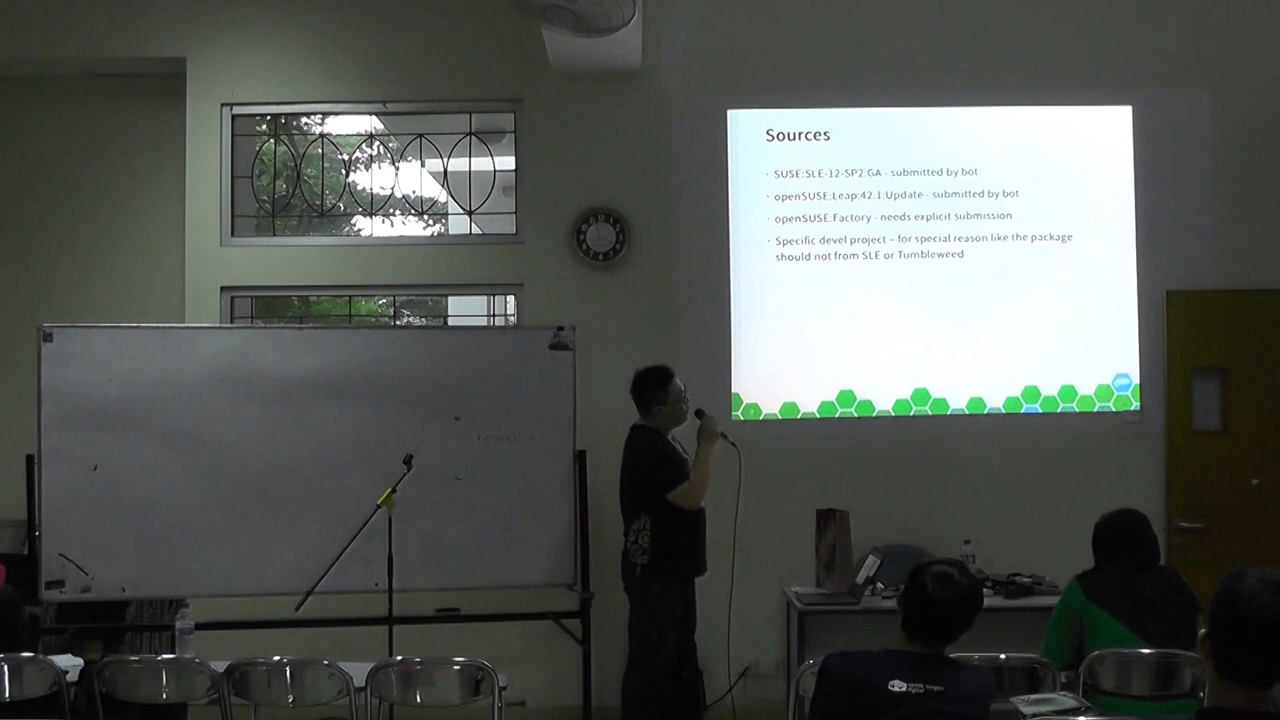 Sources
· SUSE:SLE-12-SP2:GA - submitted by bot
· openSUSE:Leap:42.1:Update - submitted by bot
· openSUSE:Factory - needs explicit submission
· Specific devel project – for special reason like the package
should not from SLE or Tumbleweed
7